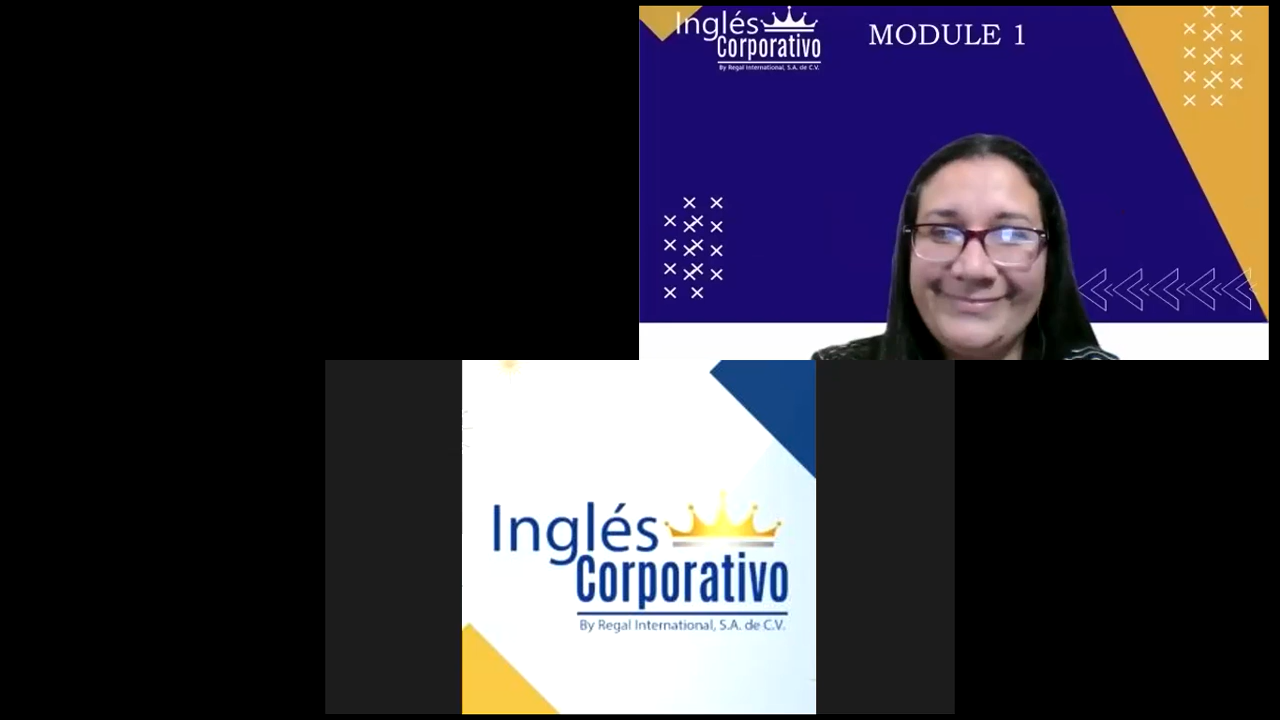 Inglés
Corporativo
By Regal International, S.A. de C.V.
MODULE 1
Inglés
Corporativo
By Regal International, S.A. de C.V.